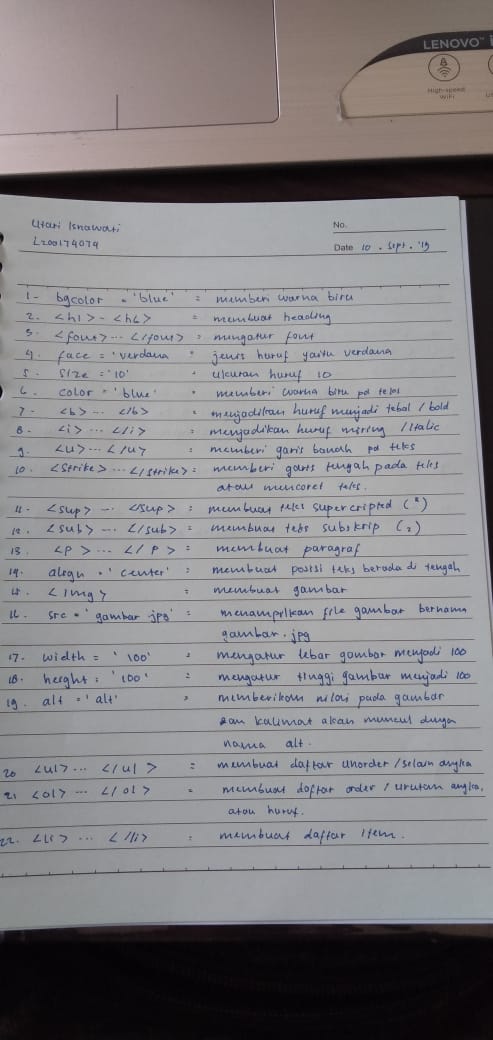 LENOVO
High-speed
WiFi
Utari Isnawati
No.
L200174074
Date 10 . Sept . '19
1- bgcolor = 'blue' = memberi warna biru
2. <h1> - <h6> = membuat heading
3. <font> ... </font> = mengatur font
4. face = 'verdana' = jenis huruf yaitu verdana
5. size = '10' = ukuran huruf 10
6. color = 'blue' = memberi warna biru pd teks
7. <b> ... </b> = menjadikan huruf menjadi tebal / bold
8. <i> ... </i> = menjadikan huruf miring / Italic
9. <u> ... </u> = memberi garis bawah pd teks
10. <strike> ... </strike> = memberi garis tengah pada teks
atau mencoret teks.
11. <sup> ... </sup> = membuat teks superscripted (²)
12. <sub> ... </sub> = membuat teks subskrip (₂)
13. <p> ... </p> = membuat paragraf
14. align = 'center' : membuat posisi teks berada di tengah
15. <img> = membuat gambar
16. src = 'gambar.jpg' : menampilkan file gambar bernama
gambar.jpg
17. width = '100' = mengatur lebar gambar menjadi 100
18. height : '100' = mengatur tinggi gambar menjadi 100
19. alt = 'alt' = memberikan nilai pada gambar
dan kalimat akan muncul dengan
nama alt.
20 <ul> ... </ul> = membuat daftar unorder / selain angka
21. <ol> ... </ol> = membuat daftar order / urutan angka,
atau huruf.
22. <li> ... </li> = membuat daftar item.